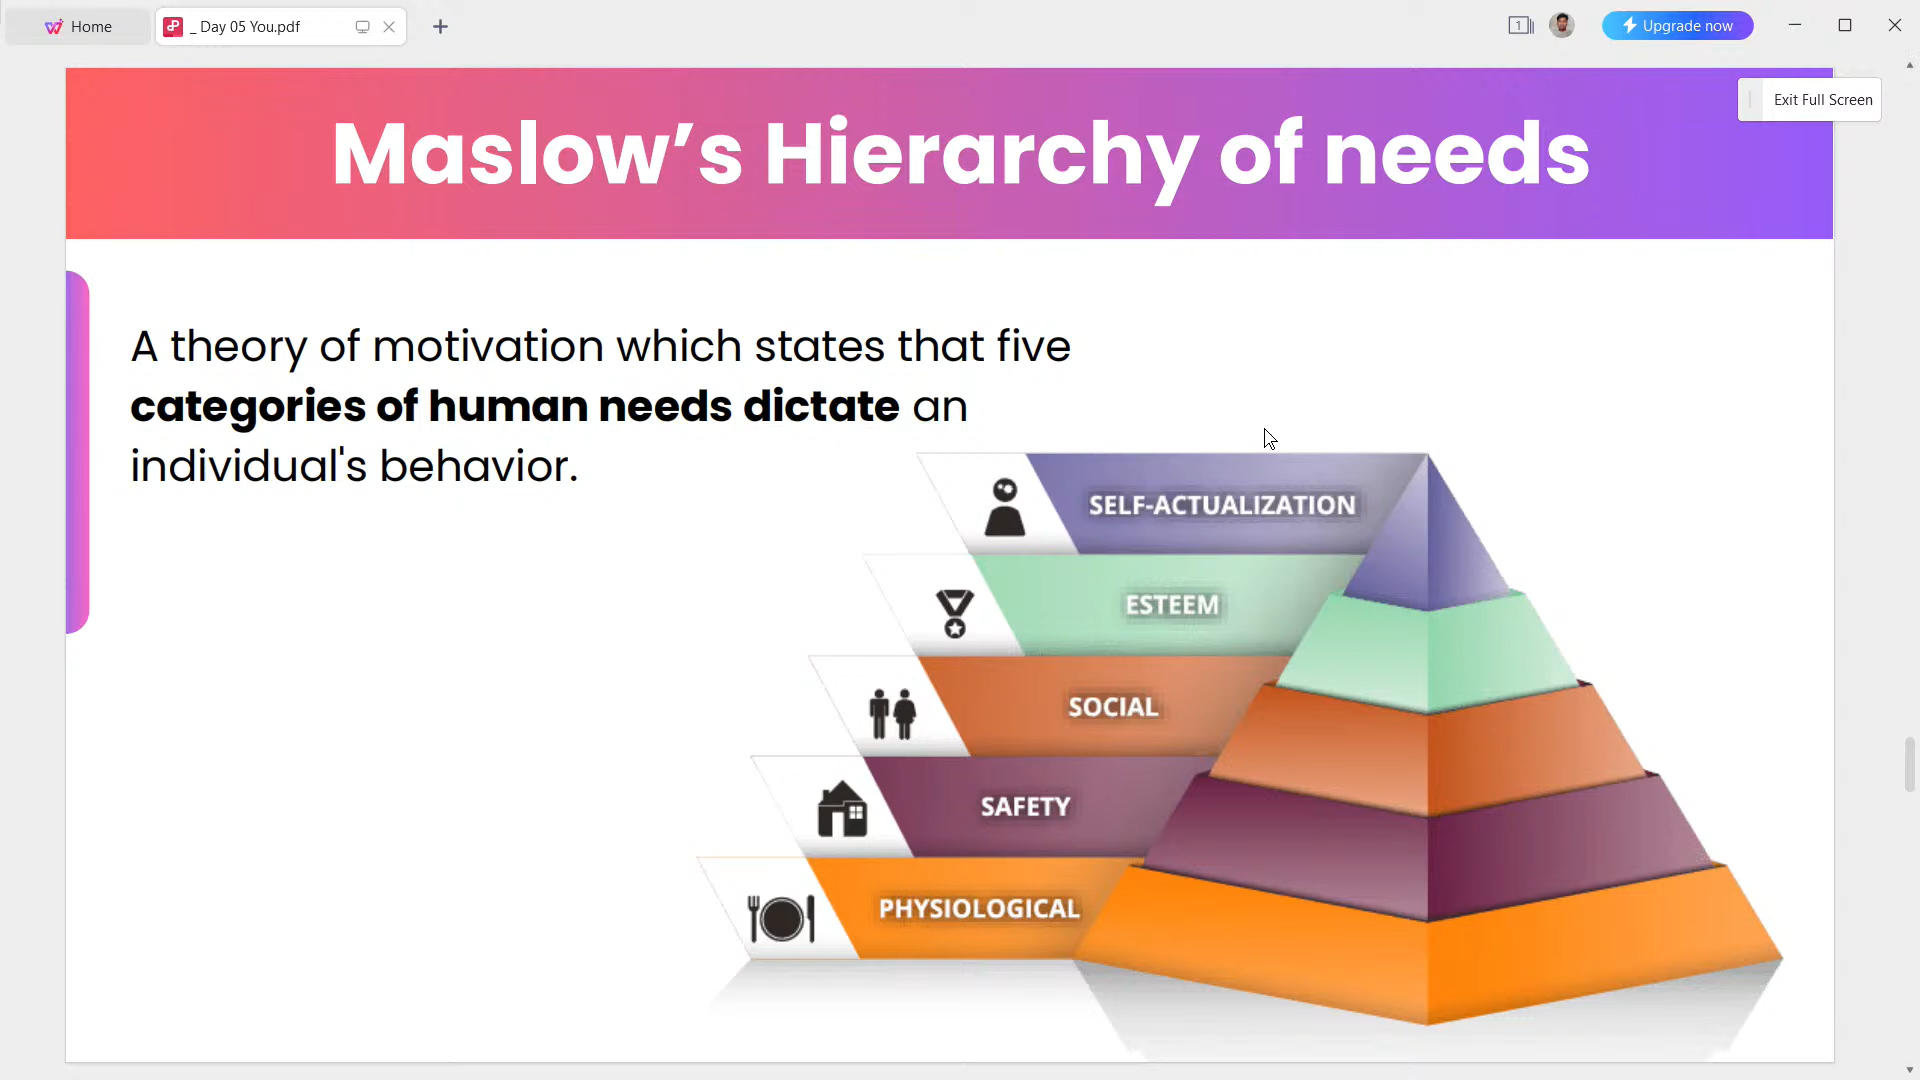 Home
_ Day 05 You.pdf
1
Upgrade now
Exit Full Screen
Maslow’s Hierarchy of needs
A theory of motivation which states that five
categories of human needs dictate an
individual's behavior.
SELF-ACTUALIZATION
ESTEEM
SOCIAL
SAFETY
PHYSIOLOGICAL